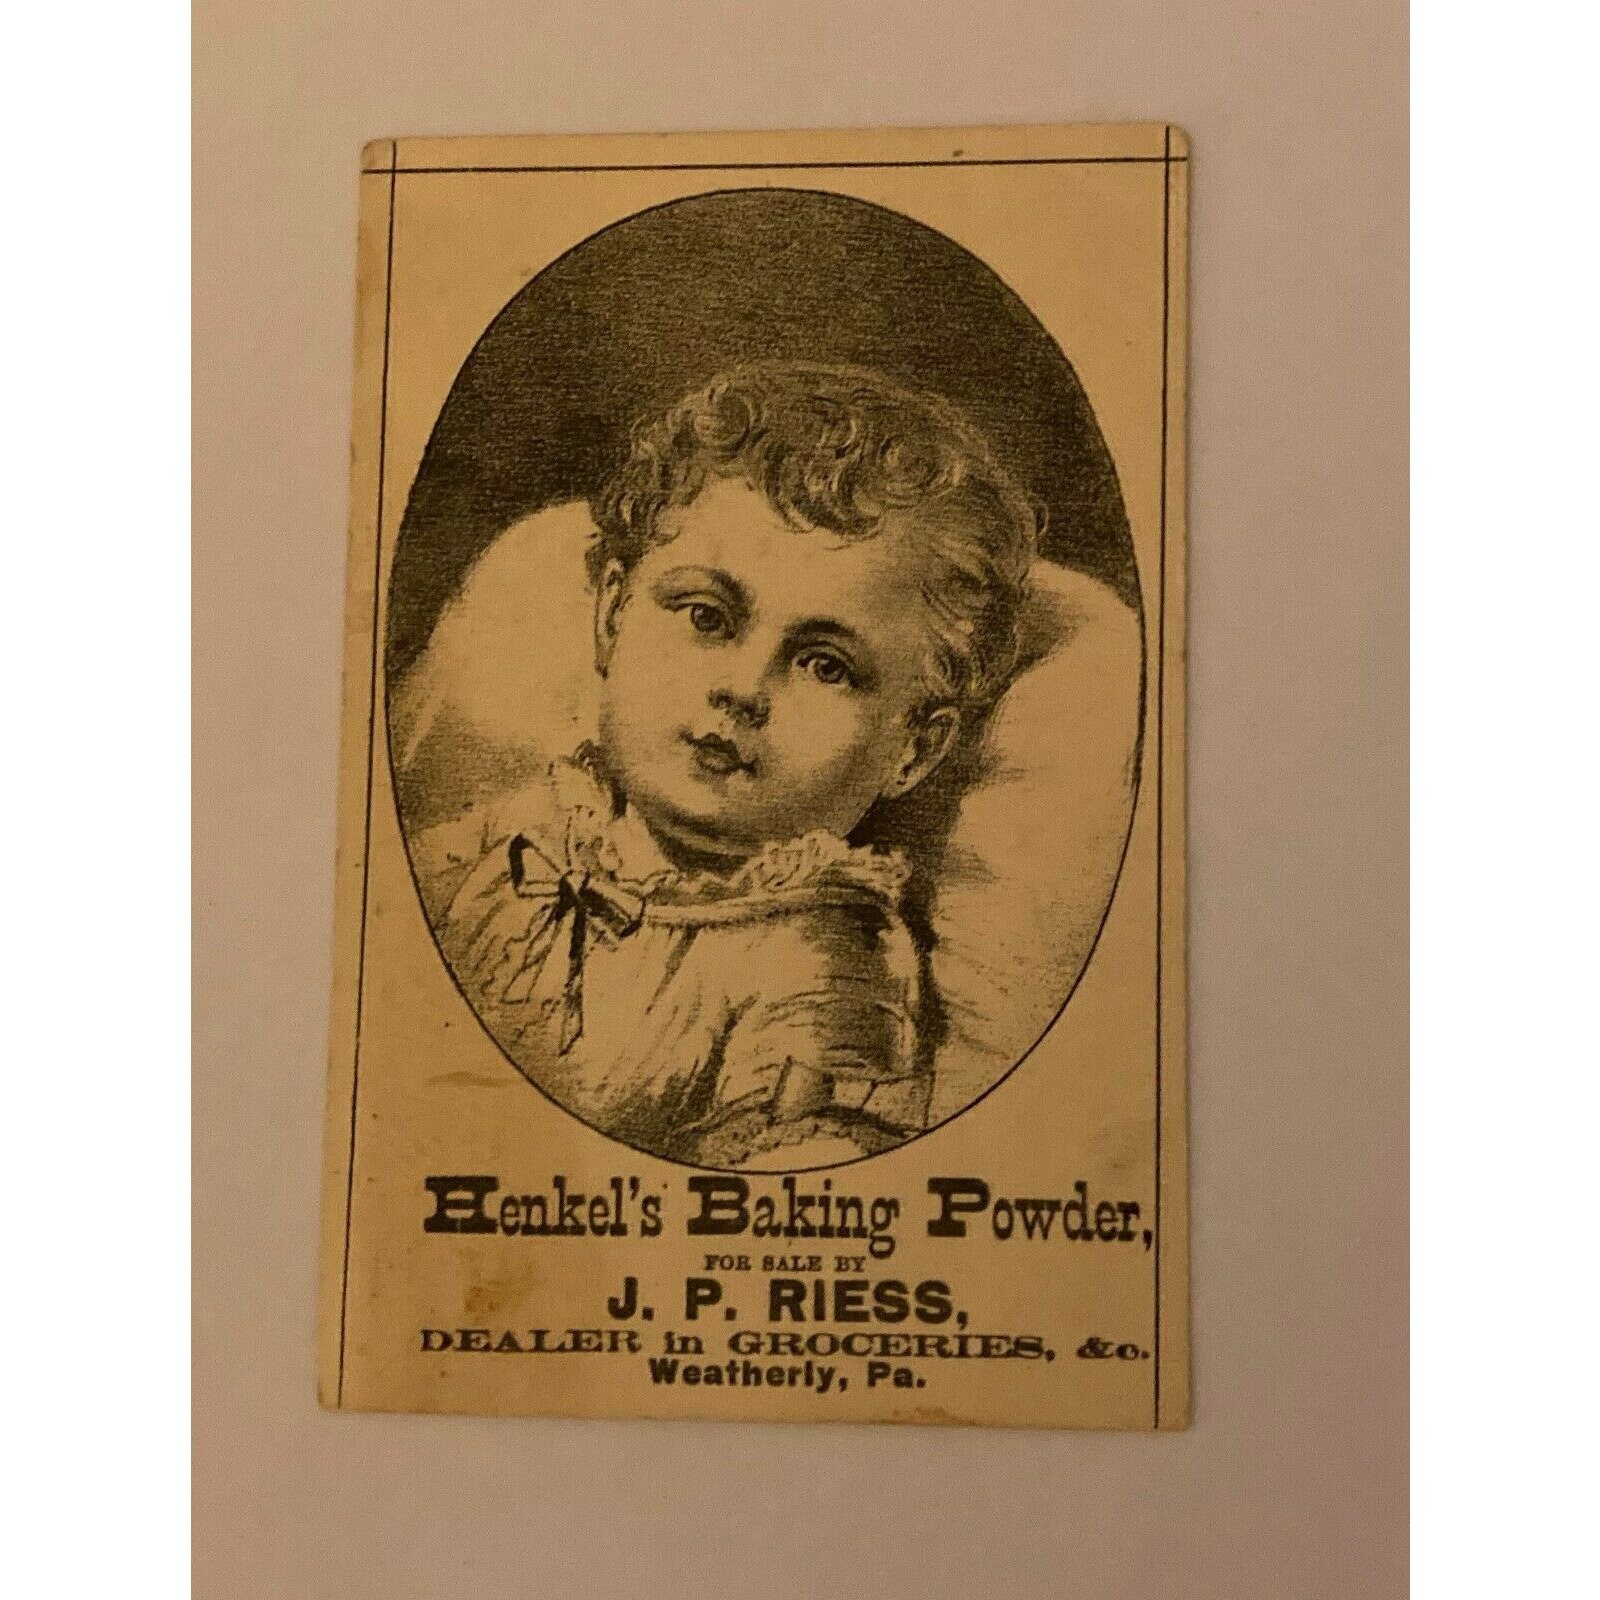 Henkel's Baking Powder,
FOR SALE BY
J. P. RIESS,
DEALER in GROCERIES, &c.
Weatherly, Pa.